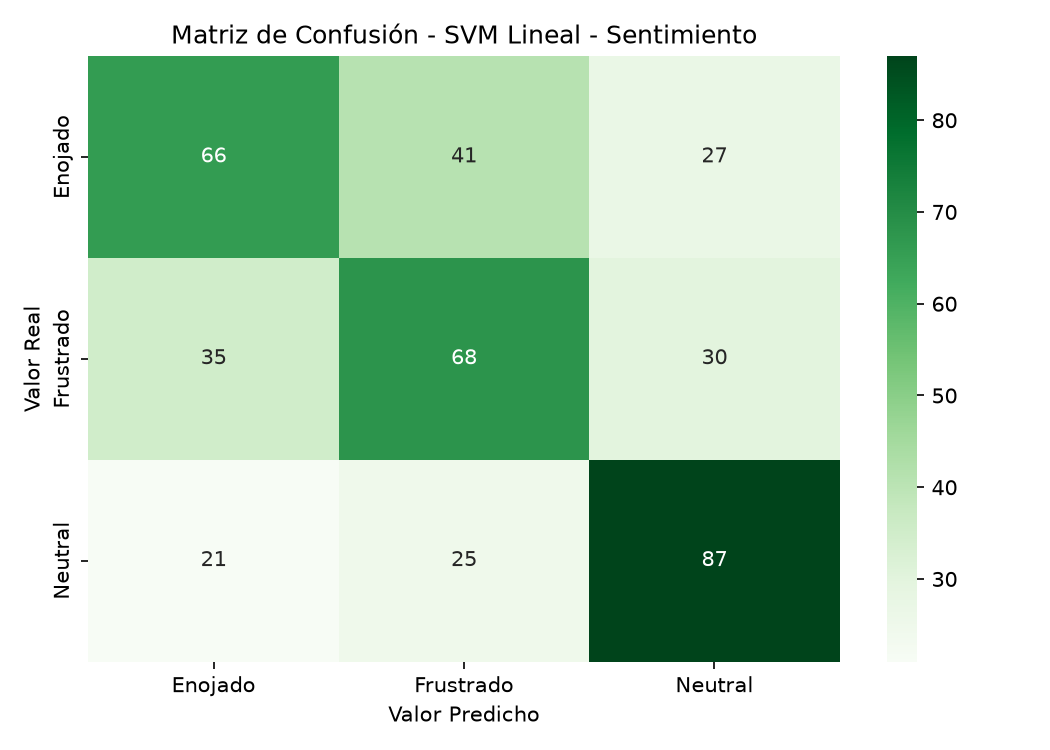 Matriz de Confusión - SVM Lineal - Sentimiento
Valor Real
Enojado
66 41 27
Frustrado
35 68 30
Neutral
21 25 87
Enojado Frustrado Neutral
Valor Predicho
80
70
60
50
40
30